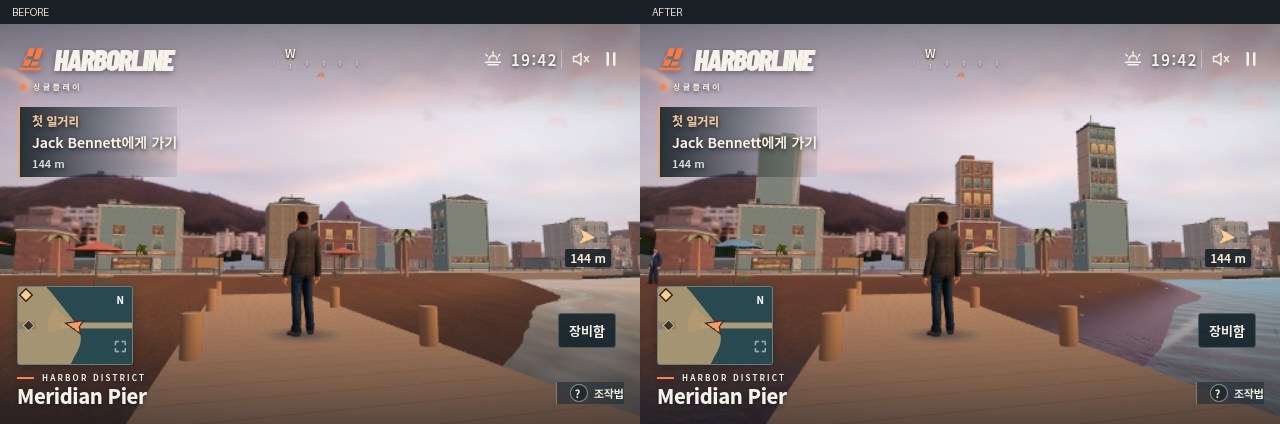 BEFORE
HARBORLINE
싱글플레이
W
19:42
첫 일거리
Jack Bennett에게 가기
144 m
144 m
N
장비함
HARBOR DISTRICT
Meridian Pier
? 조작법
AFTER
HARBORLINE
싱글플레이
W
19:42
첫 일거리
Jack Bennett에게 가기
144 m
144 m
N
장비함
HARBOR DISTRICT
Meridian Pier
? 조작법